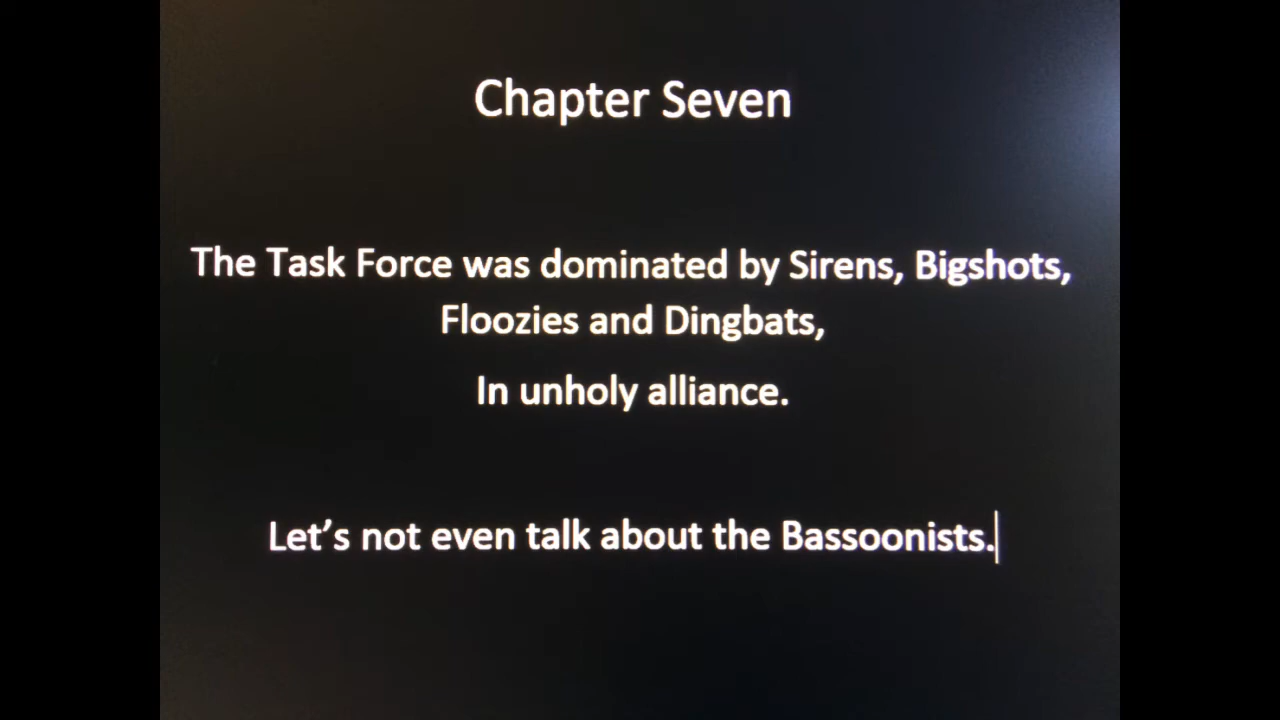 Chapter Seven
The Task Force was dominated by Sirens, Bigshots,
Floozies and Dingbats,
In unholy alliance.
Let’s not even talk about the Bassoonists.